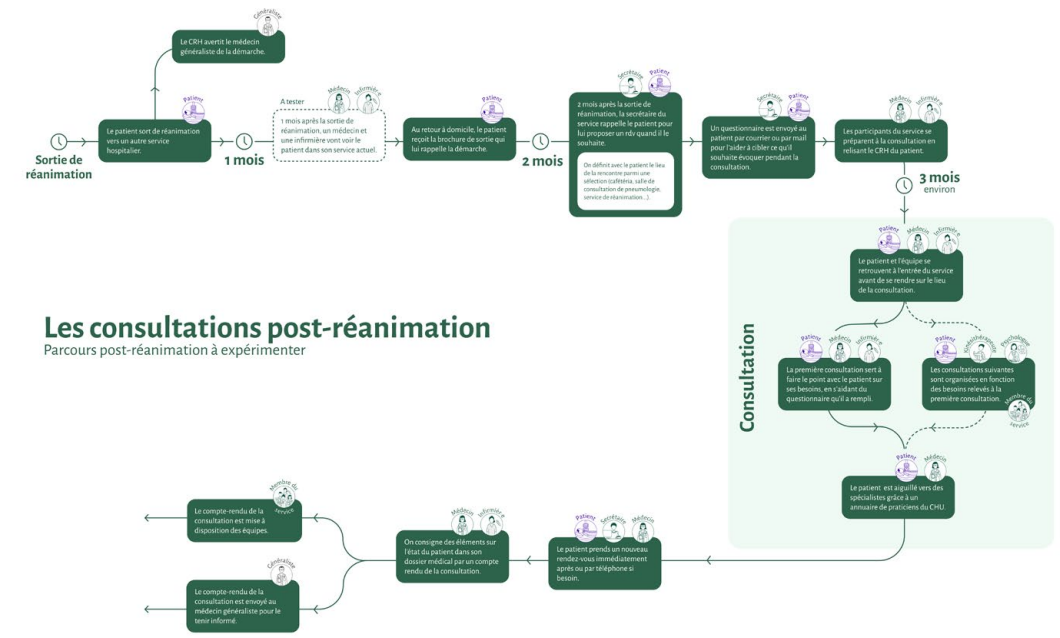 Généraliste
Le CRH avertit le médecin
généraliste de la démarche.
Patient
Le patient sort de réanimation
vers un autre service
hospitalier.
Sortie de
réanimation
1 mois
A tester
Médecin
Infirmière
1 mois après la sortie de
réanimation, un médecin et
une infirmière vont voir le
patient dans son service actuel.
Patient
Au retour à domicile, le patient
reçoit la brochure de sortie qui
lui rappelle la démarche.
2 mois
Secrétaire
Patient
2 mois après la sortie de
réanimation, la secrétaire du
service rappelle le patient pour
lui proposer un rdv quand il le
souhaite.
On définit avec le patient le lieu
de la rencontre parmi une
sélection (cafétéria, salle de
consultation de pneumologie,
service de réanimation...).
Secrétaire
Patient
Un questionnaire est envoyé au
patient par courrier ou par mail
pour l'aider à cibler ce qu'il
souhaite évoquer pendant la
consultation.
Médecin
Infirmière
Les participants du service se
préparent à la consultation en
relisant le CRH du patient.
3 mois
environ
Consultation
Patient
Médecin
Infirmière
Le patient et l'équipe se
retrouvent à l'entrée du service
avant de se rendre sur le lieu
de la consultation.
Patient
Médecin
Infirmière
La première consultation sert à
faire le point avec le patient sur
ses besoins, en s'aidant du
questionnaire qu'il a rempli.
Patient
Kinésithérapeute
Psychologue
Les consultations suivantes
sont organisées en fonction
des besoins relevés à la
première consultation.
Membre du
service
Patient
Médecin
Le patient est aiguillé vers des
spécialistes grâce à un
annuaire de praticiens du CHU.
Les consultations post-réanimation
Parcours post-réanimation à expérimenter
Patient
Secrétaire
Médecin
Le patient prends un nouveau
rendez-vous immédiatement
après ou par téléphone si
besoin.
Médecin
Infirmière
On consigne des éléments sur
l'état du patient dans son
dossier médical par un compte
rendu de la consultation.
Membre du
service
Le compte-rendu de la
consultation est mise à
disposition des équipes.
Généraliste
Le compte-rendu de la
consultation est envoyé au
médecin généraliste pour le
tenir informé.